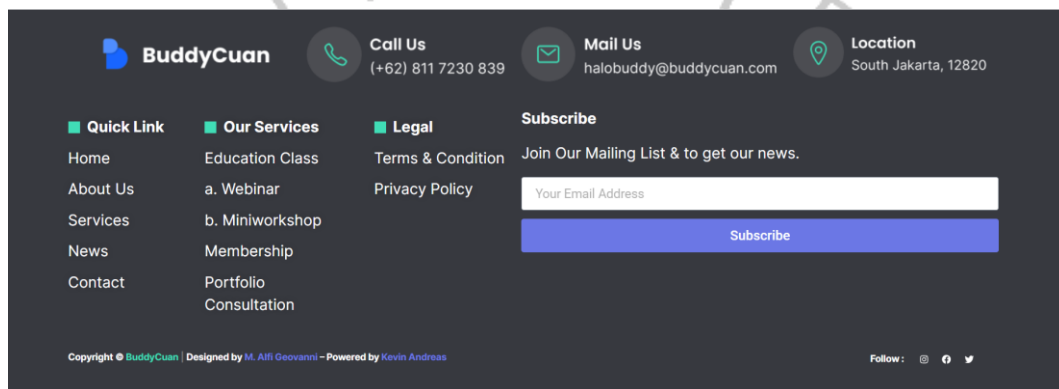 BuddyCuan
Call Us
(+62) 811 7230 839
Mail Us
halobuddy@buddycuan.com
Location
South Jakarta, 12820
Quick Link
Home
About Us
Services
News
Contact
Our Services
Education Class
a. Webinar
b. Miniworkshop
Membership
Portfolio
Consultation
Legal
Terms & Condition
Privacy Policy
Subscribe
Join Our Mailing List & to get our news.
Your Email Address
Subscribe
Copyright © BuddyCuan | Designed by M. Alfi Geovanni – Powered by Kevin Andreas
Follow :